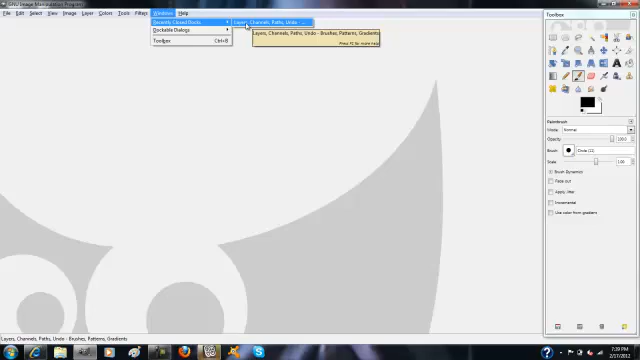 GNU Image Manipulation Program
File Edit Select View Image Layer Colors Tools Filters Windows Help
Recently Closed Docks
Layers, Channels, Paths, Undo - ...
Dockable Dialogs
Toolbox Ctrl+B
Layers, Channels, Paths, Undo - Brushes, Patterns, Gradients
Press F1 for more help
Toolbox
Paintbrush
Mode: Normal
Opacity 100.0
Brush: Circle (11)
Scale 1.00
Brush Dynamics
Fade out
Apply Jitter
Incremental
Use color from gradient
Layers, Channels, Paths, Undo - Brushes, Patterns, Gradients
7:39 PM
2/17/2012